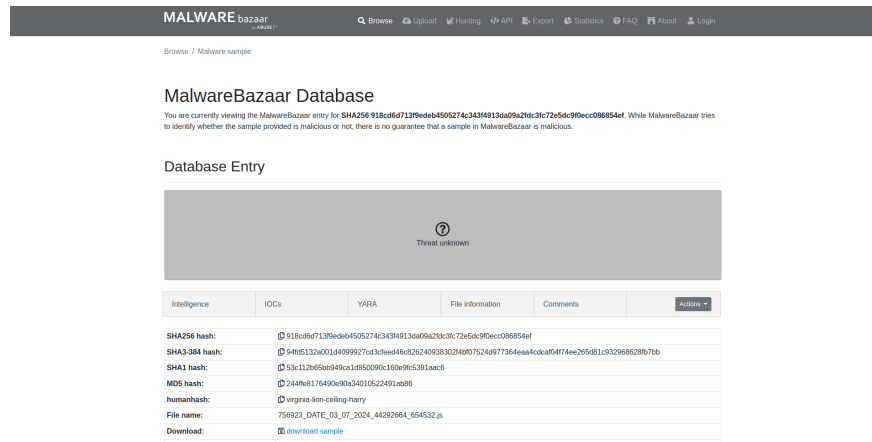 MALWARE bazaar
by ABUSE|ch
Browse Upload Hunting API Export Statistics FAQ About Login
Browse / Malware sample
MalwareBazaar Database
You are currently viewing the MalwareBazaar entry for SHA256 918cd6d713f9edeb4505274c343f4913da09a2fdc3fc72e5dc9f0ecc086854ef. While MalwareBazaar tries
to identify whether the sample provided is malicious or not, there is no guarantee that a sample in MalwareBazaar is malicious.
Database Entry
Threat unknown
Intelligence IOCs YARA File information Comments Actions
SHA256 hash: 918cd6d713f9edeb4505274c343f4913da09a2fdc3fc72e5dc9f0ecc086854ef
SHA3-384 hash: 94fd5132a001d4099927cd3cfeed46c826240938302f4bf07524d977364eaa4cdcaf04f74ee265d81c932968628fb7bb
SHA1 hash: 53c112b65bb949ca1d850090c160e9fc5391aac6
MD5 hash: 244ffe8176490e90a34010522491ab86
humanhash: virginia-lion-ceiling-harry
File name: 756923_DATE_03_07_2024_44292664_654532.js
Download: download sample